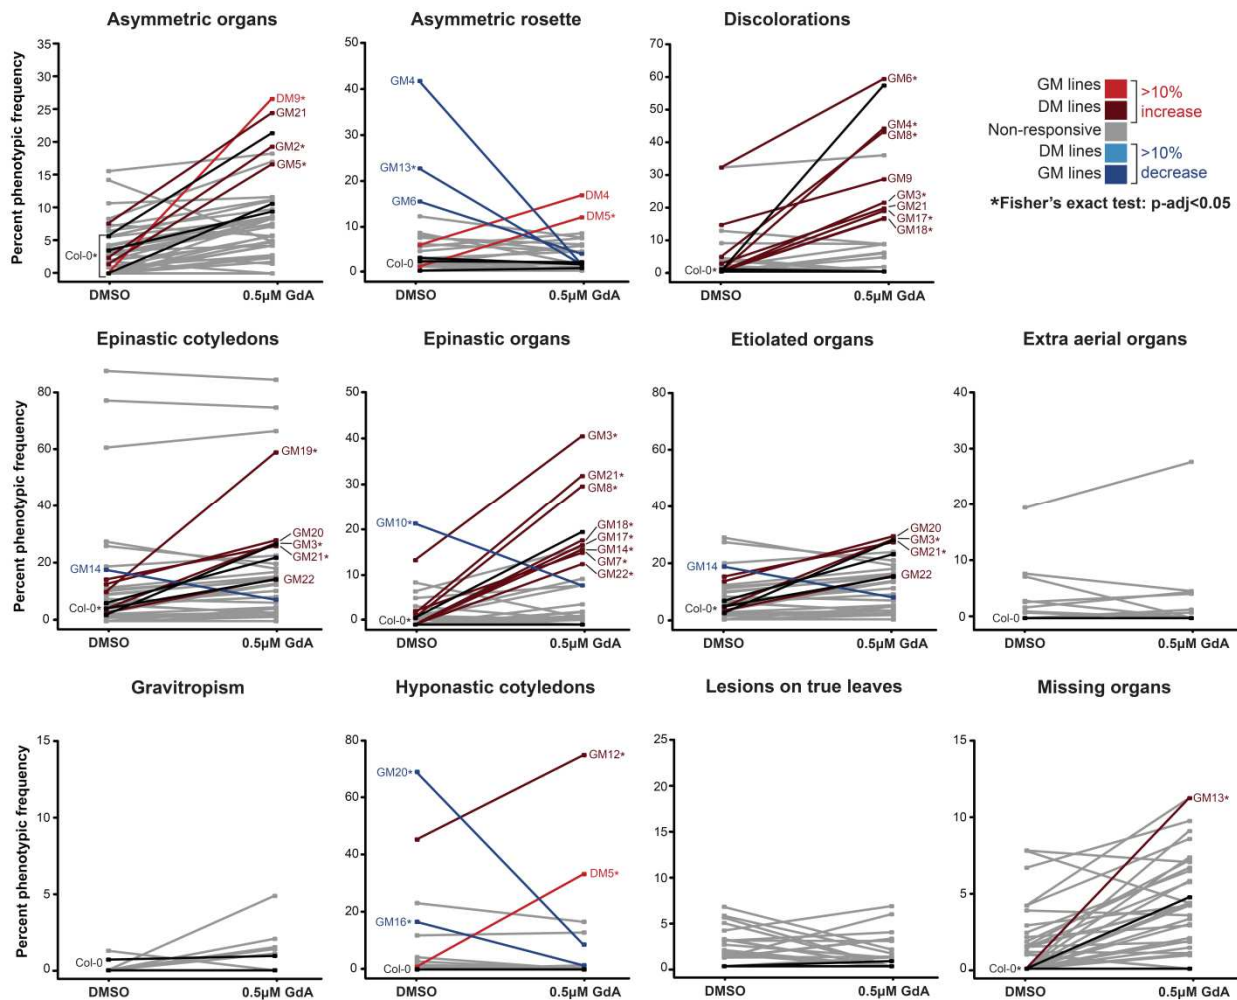 Asymmetric organs
Asymmetric rosette
Discolorations
Percent phenotypic frequency
35
30
25
20
15
10
5
0
Col-0*
DM9*
GM21
GM2*
GM5*
DMSO
0.5µM GdA
50
40
30
20
10
0
GM4
GM13*
GM6
Col-0
DM4
DM5*
DMSO
0.5µM GdA
70
60
50
40
30
20
10
0
Col-0*
GM6*
GM4*
GM8*
GM9
GM3*
GM21
GM17*
GM18*
DMSO
0.5µM GdA
GM lines
DM lines
Non-responsive
DM lines
GM lines
>10%
increase
>10%
decrease
*Fisher's exact test: p-adj<0.05
Epinastic cotyledons
Epinastic organs
Etiolated organs
Extra aerial organs
Percent phenotypic frequency
80
60
40
20
0
GM14
Col-0*
GM19*
GM20
GM3*
GM21*
GM22
DMSO
0.5µM GdA
50
40
30
20
10
0
GM10*
Col-0*
GM3*
GM21*
GM8*
GM18*
GM17*
GM14*
GM7*
GM22*
DMSO
0.5µM GdA
80
60
40
20
0
GM14
Col-0*
GM20
GM3*
GM21*
GM22
DMSO
0.5µM GdA
40
30
20
10
0
Col-0
DMSO
0.5µM GdA
Gravitropism
Hyponastic cotyledons
Lesions on true leaves
Missing organs
Percent phenotypic frequency
15
10
5
0
Col-0
DMSO
0.5µM GdA
80
60
40
20
0
GM20*
GM16*
Col-0
GM12*
DM5*
DMSO
0.5µM GdA
25
20
15
10
5
0
DMSO
0.5µM GdA
15
10
5
0
Col-0*
GM13*
DMSO
0.5µM GdA